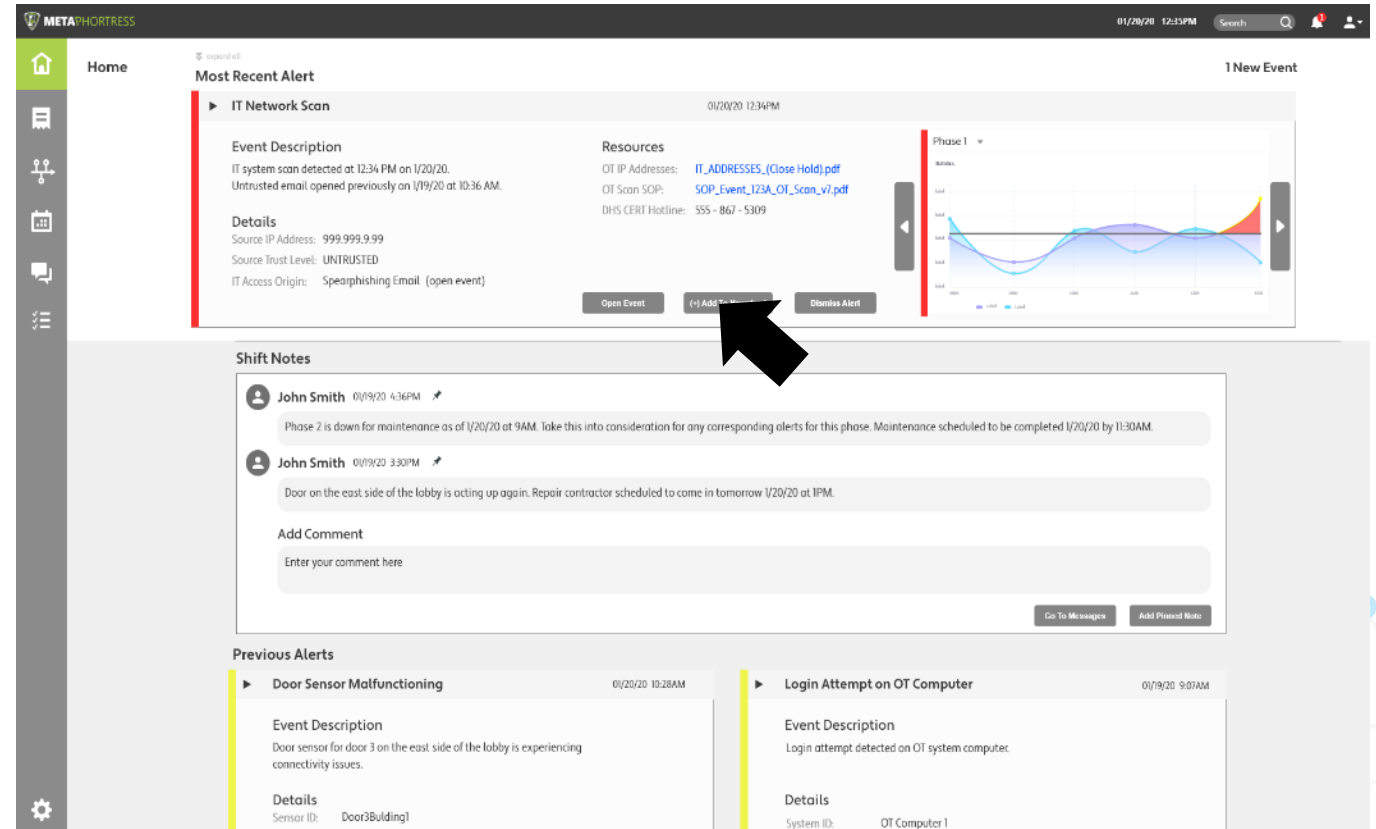 METAPHORTRESS
01/20/20 12:35PM
Search
1
Home
expand all
Most Recent Alert
1 New Event
IT Network Scan
01/20/20 12:34PM
Event Description
IT system scan detected at 12:34 PM on 1/20/20.
Untrusted email opened previously on 1/19/20 at 10:36 AM.
Details
Source IP Address: 999.999.9.99
Source Trust Level: UNTRUSTED
IT Access Origin: Spearphishing Email (open event)
Resources
OT IP Addresses: IT_ADDRESSES_(Close Hold).pdf
OT Scan SOP: SOP_Event_123A_OT_Scan_v7.pdf
DHS CERT Hotline: 555 - 867 - 5309
Open Event
(+) Add To
Dismiss Alert
Phase 1
Shift Notes
John Smith 01/19/20 4:36PM
Phase 2 is down for maintenance as of 1/20/20 at 9AM. Take this into consideration for any corresponding alerts for this phase. Maintenance scheduled to be completed 1/20/20 by 11:30AM.
John Smith 01/19/20 3:30PM
Door on the east side of the lobby is acting up again. Repair contractor scheduled to come in tomorrow 1/20/20 at 1PM.
Add Comment
Enter your comment here
Go To Messages
Add Pinned Note
Previous Alerts
Door Sensor Malfunctioning
01/20/20 10:28AM
Event Description
Door sensor for door 3 on the east side of the lobby is experiencing
connectivity issues.
Details
Sensor ID: Door3Bulding1
Login Attempt on OT Computer
01/19/20 9:07AM
Event Description
Login attempt detected on OT system computer.
Details
System ID: OT Computer 1